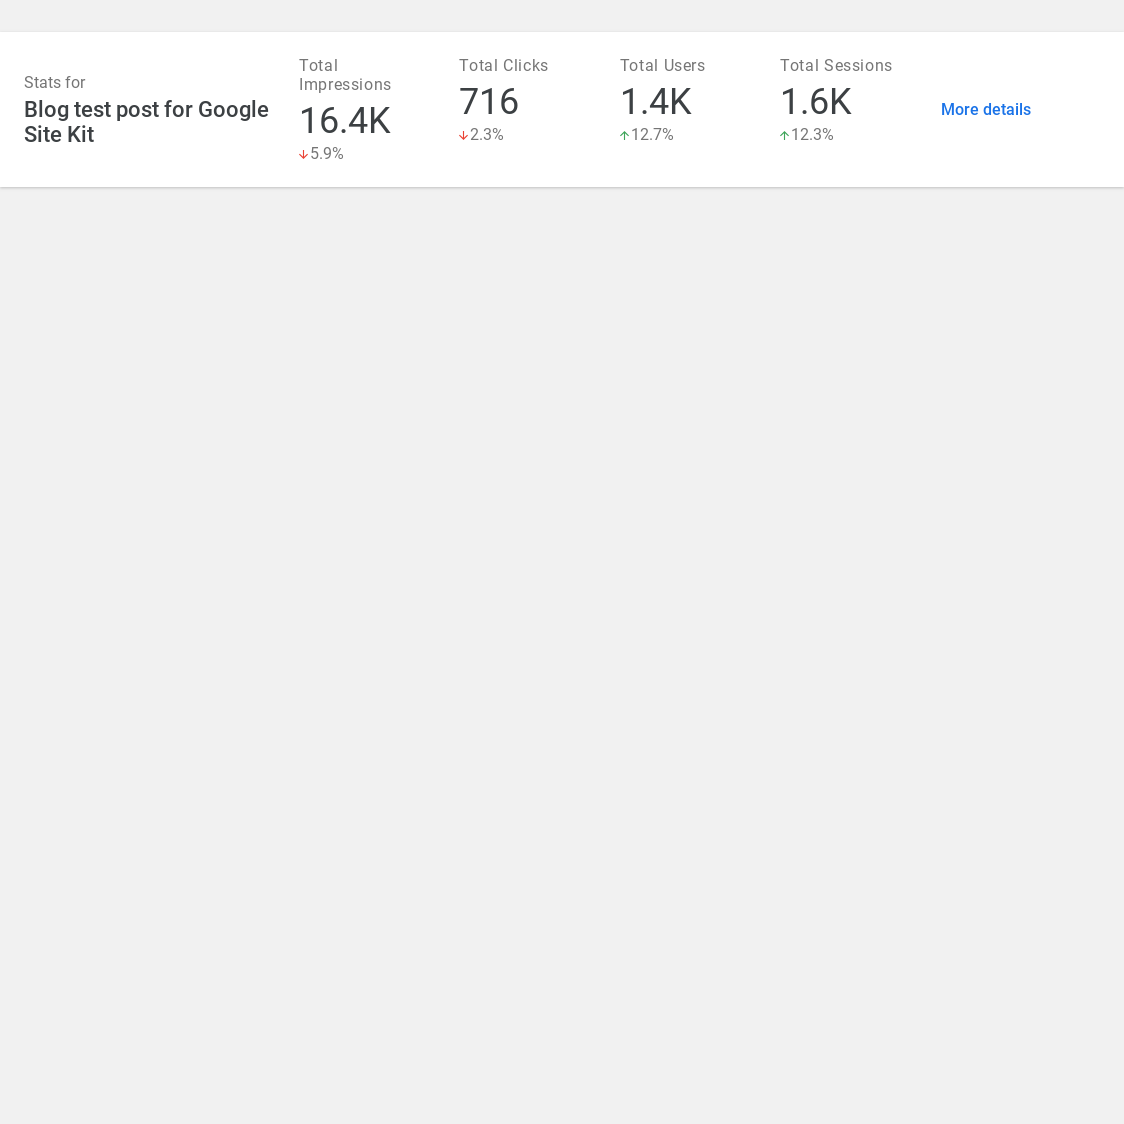 Stats for
Blog test post for Google
Site Kit
Total
Impressions
16.4K
5.9%
Total Clicks
716
2.3%
Total Users
1.4K
12.7%
Total Sessions
1.6K
12.3%
More details